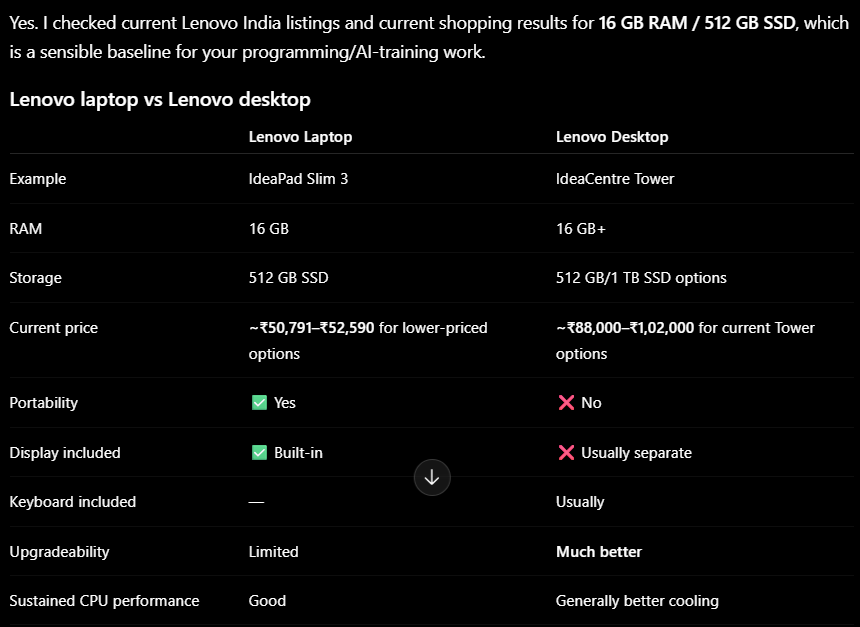 Yes. I checked current Lenovo India listings and current shopping results for 16 GB RAM / 512 GB SSD, which
is a sensible baseline for your programming/AI-training work.
Lenovo laptop vs Lenovo desktop
Lenovo Laptop Lenovo Desktop
Example IdeaPad Slim 3 IdeaCentre Tower
RAM 16 GB 16 GB+
Storage 512 GB SSD 512 GB/1 TB SSD options
Current price ~₹50,791–₹52,590 for lower-priced ~₹88,000–₹1,02,000 for current Tower
options options
Portability ✅ Yes ❌ No
Display included ✅ Built-in ❌ Usually separate
Keyboard included — Usually
Upgradeability Limited Much better
Sustained CPU performance Good Generally better cooling